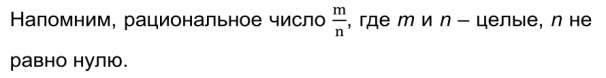 Напомним, рациональное число m/n, где m и n – целые, n не
равно нулю.